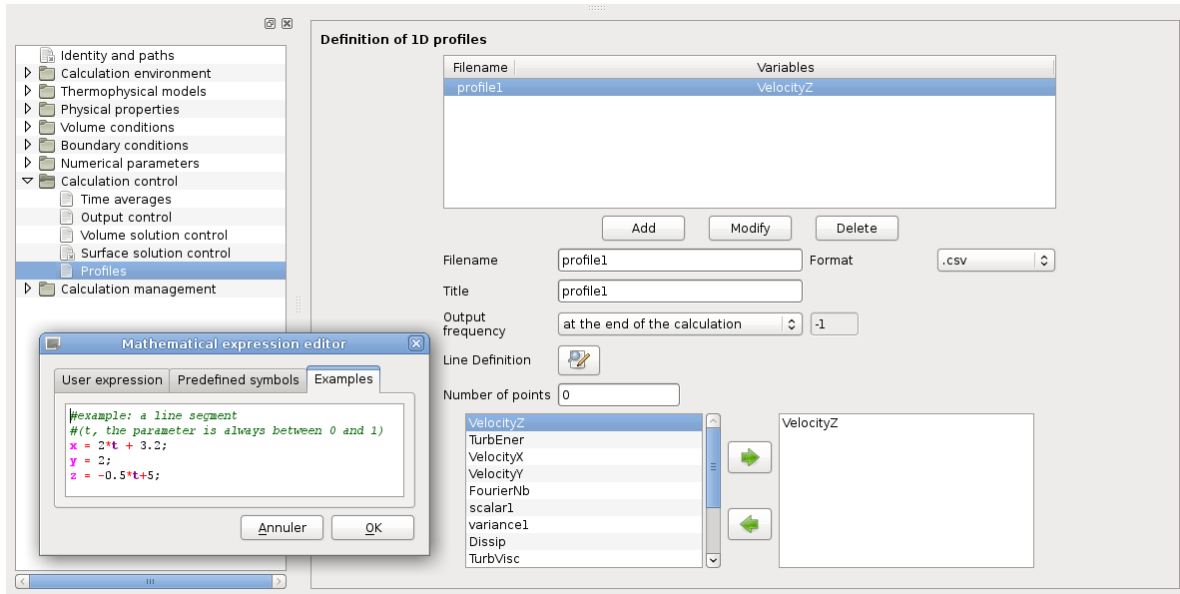 Definition of 1D profiles
Identity and paths
Calculation environment
Thermophysical models
Physical properties
Volume conditions
Boundary conditions
Numerical parameters
Calculation control
Time averages
Output control
Volume solution control
Surface solution control
Profiles
Calculation management
Filename Variables
profile1 VelocityZ
Add Modify Delete
Filename profile1 Format .csv
Title profile1
Output
frequency
at the end of the calculation -1
Line Definition
Number of points 0
VelocityZ
TurbEner
VelocityX
VelocityY
FourierNb
scalar1
variance1
Dissip
TurbVisc
VelocityZ
Mathematical expression editor
User expression Predefined symbols Examples
#example: a line segment
#(t, the parameter is always between 0 and 1)
x = 2*t + 3.2;
y = 2;
z = -0.5*t+5;
Annuler OK